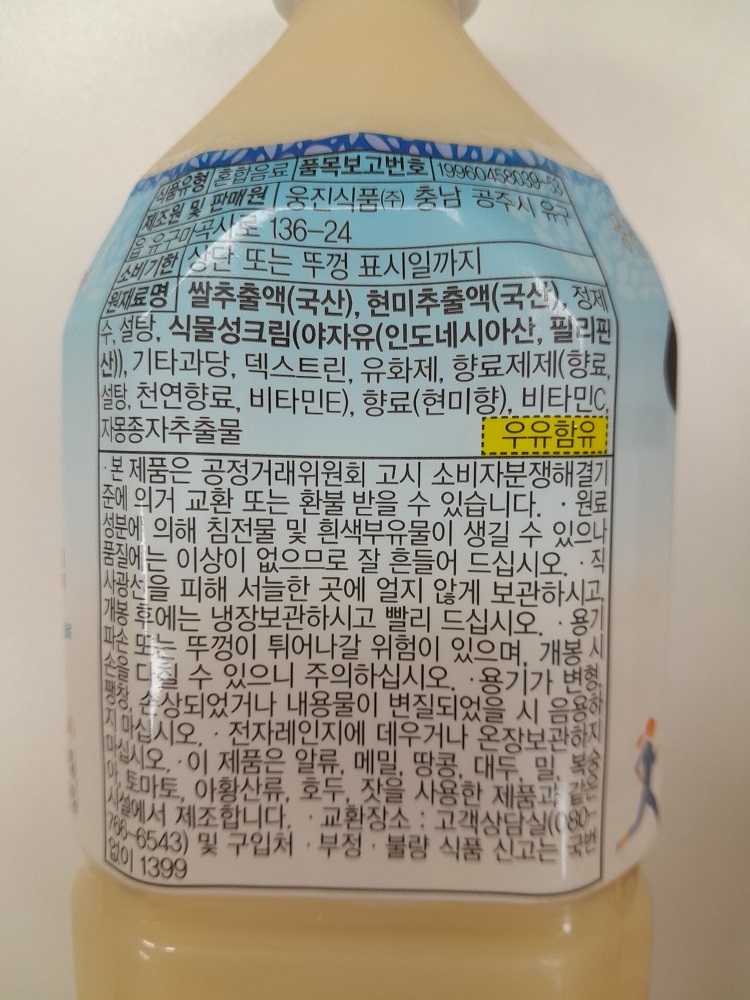 식품유형 혼합음료 품목보고번호 19960458039-53
제조원 및 판매원 웅진식품㈜ 충남 공주시 유구
읍 유구마곡사로 136-24
소비기한 상단 또는 뚜껑 표시일까지
원재료명 쌀추출액(국산), 현미추출액(국산), 정제
수, 설탕, 식물성크림(야자유(인도네시아산, 필리핀
산)), 기타과당, 덱스트린, 유화제, 향료제제(향료,
설탕, 천연향료, 비타민E), 향료(현미향), 비타민C,
자몽종자추출물 우유함유
·본 제품은 공정거래위원회 고시 소비자분쟁해결기
준에 의거 교환 또는 환불 받을 수 있습니다. ·원료
성분에 의해 침전물 및 흰색부유물이 생길 수 있으나
품질에는 이상이 없으므로 잘 흔들어 드십시오. ·직
사광선을 피해 서늘한 곳에 얼지 않게 보관하시고,
개봉 후에는 냉장보관하시고 빨리 드십시오. ·용기
파손 또는 뚜껑이 튀어나갈 위험이 있으며, 개봉 시
손을 다칠 수 있으니 주의하십시오. ·용기가 변형,
팽창, 손상되었거나 내용물이 변질되었을 시 음용하
지 마십시오. ·전자레인지에 데우거나 온장보관하지
마십시오. ·이 제품은 알류, 메밀, 땅콩, 대두, 밀, 복숭
아, 토마토, 아황산류, 호두, 잣을 사용한 제품과 같은
시설에서 제조합니다. ·교환장소 : 고객상담실(080-
766-6543) 및 구입처 ·부정·불량 식품 신고는 국번
없이 1399